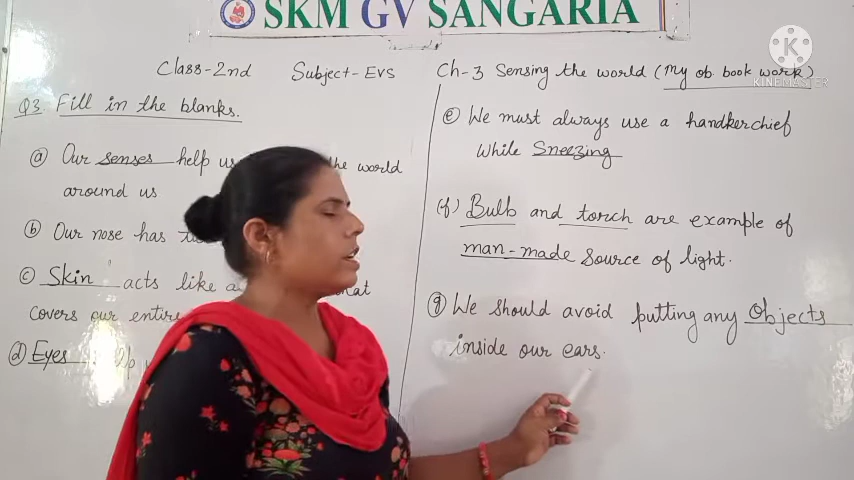 SKM GV SANGARIA
KINEMASTER
Class-2nd Subject-EVS Ch-3 Sensing the world (My ob. book work)
Q3. Fill in the blanks.
(a) Our senses help us the world
around us
(b) Our nose has
(c) Skin acts like a
covers our entire
(d) Eyes
(e) We must always use a handkerchief
while Sneezing
(f) Bulb and torch are example of
man-made source of light.
(g) We should avoid putting any Objects
inside our ears.